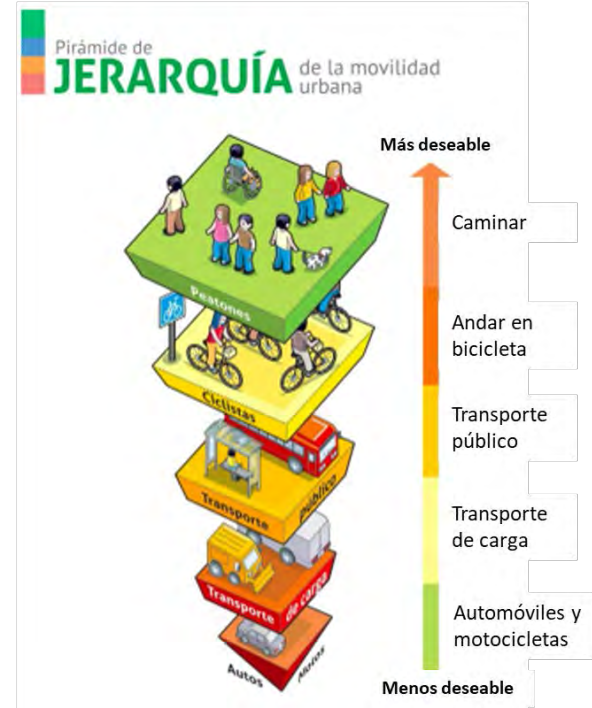 Pirámide de
JERARQUÍA de la movilidad
urbana
Más deseable
Caminar
Andar en
bicicleta
Transporte
público
Transporte
de carga
Automóviles y
motocicletas
Menos deseable
Peatones
Ciclistas
Transporte público
Transporte de carga
Autos Motos